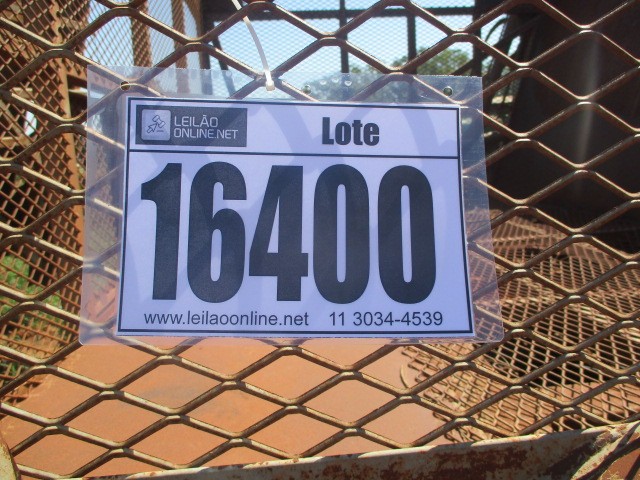 LEILÃO
ONLINE.NET
Lote
16400
www.leilaoonline.net 11 3034-4539